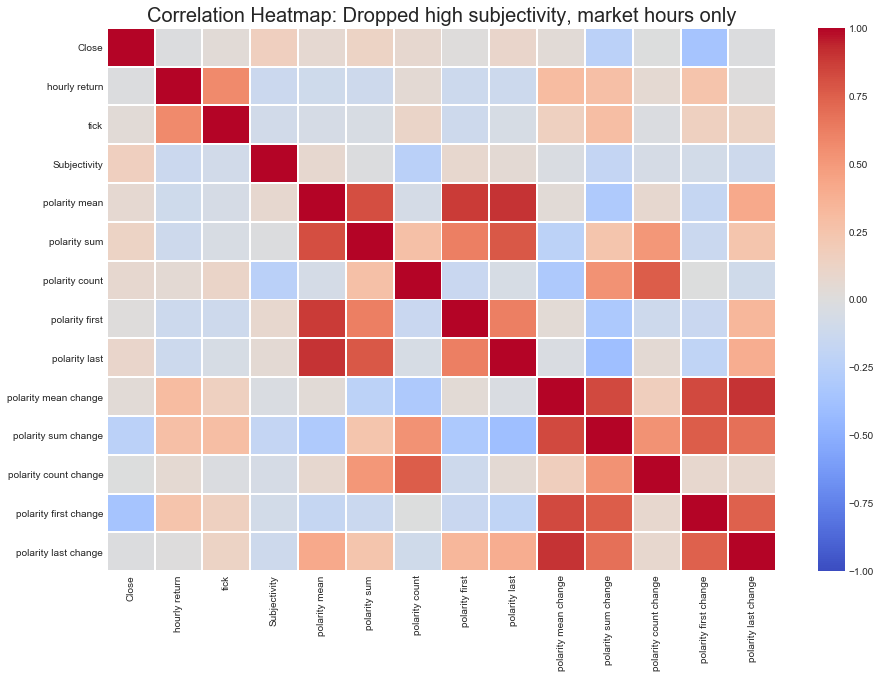 Correlation Heatmap: Dropped high subjectivity, market hours only
Close
hourly return
tick
Subjectivity
polarity mean
polarity sum
polarity count
polarity first
polarity last
polarity mean change
polarity sum change
polarity count change
polarity first change
polarity last change
Close
hourly return
tick
Subjectivity
polarity mean
polarity sum
polarity count
polarity first
polarity last
polarity mean change
polarity sum change
polarity count change
polarity first change
polarity last change
1.00
0.75
0.50
0.25
0.00
−0.25
−0.50
−0.75
−1.00